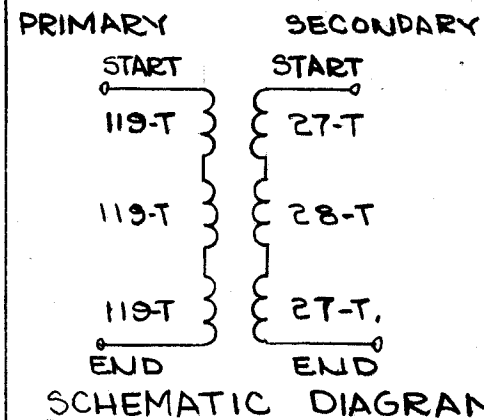 PRIMARY SECONDARY
START START
119-T 27-T
119-T 28-T
119-T 27-T.
END END
SCHEMATIC DIAGRAM